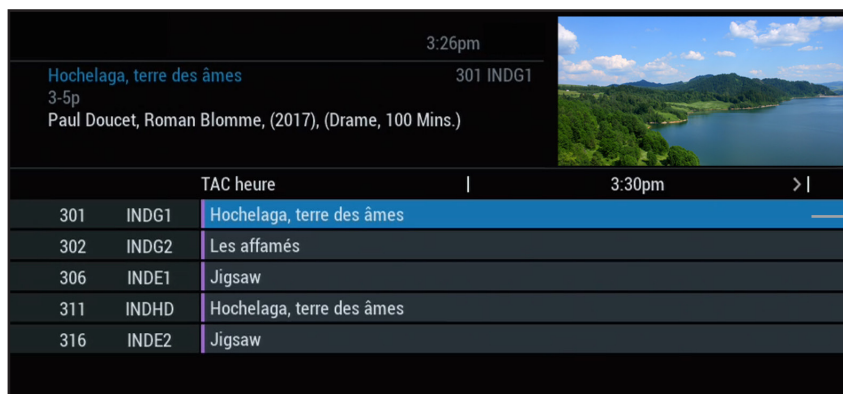 3:26pm
Hochelaga, terre des âmes 301 INDG1
3-5p
Paul Doucet, Roman Blomme, (2017), (Drame, 100 Mins.)
TAC heure 3:30pm
301 INDG1 Hochelaga, terre des âmes
302 INDG2 Les affamés
306 INDE1 Jigsaw
311 INDHD Hochelaga, terre des âmes
316 INDE2 Jigsaw